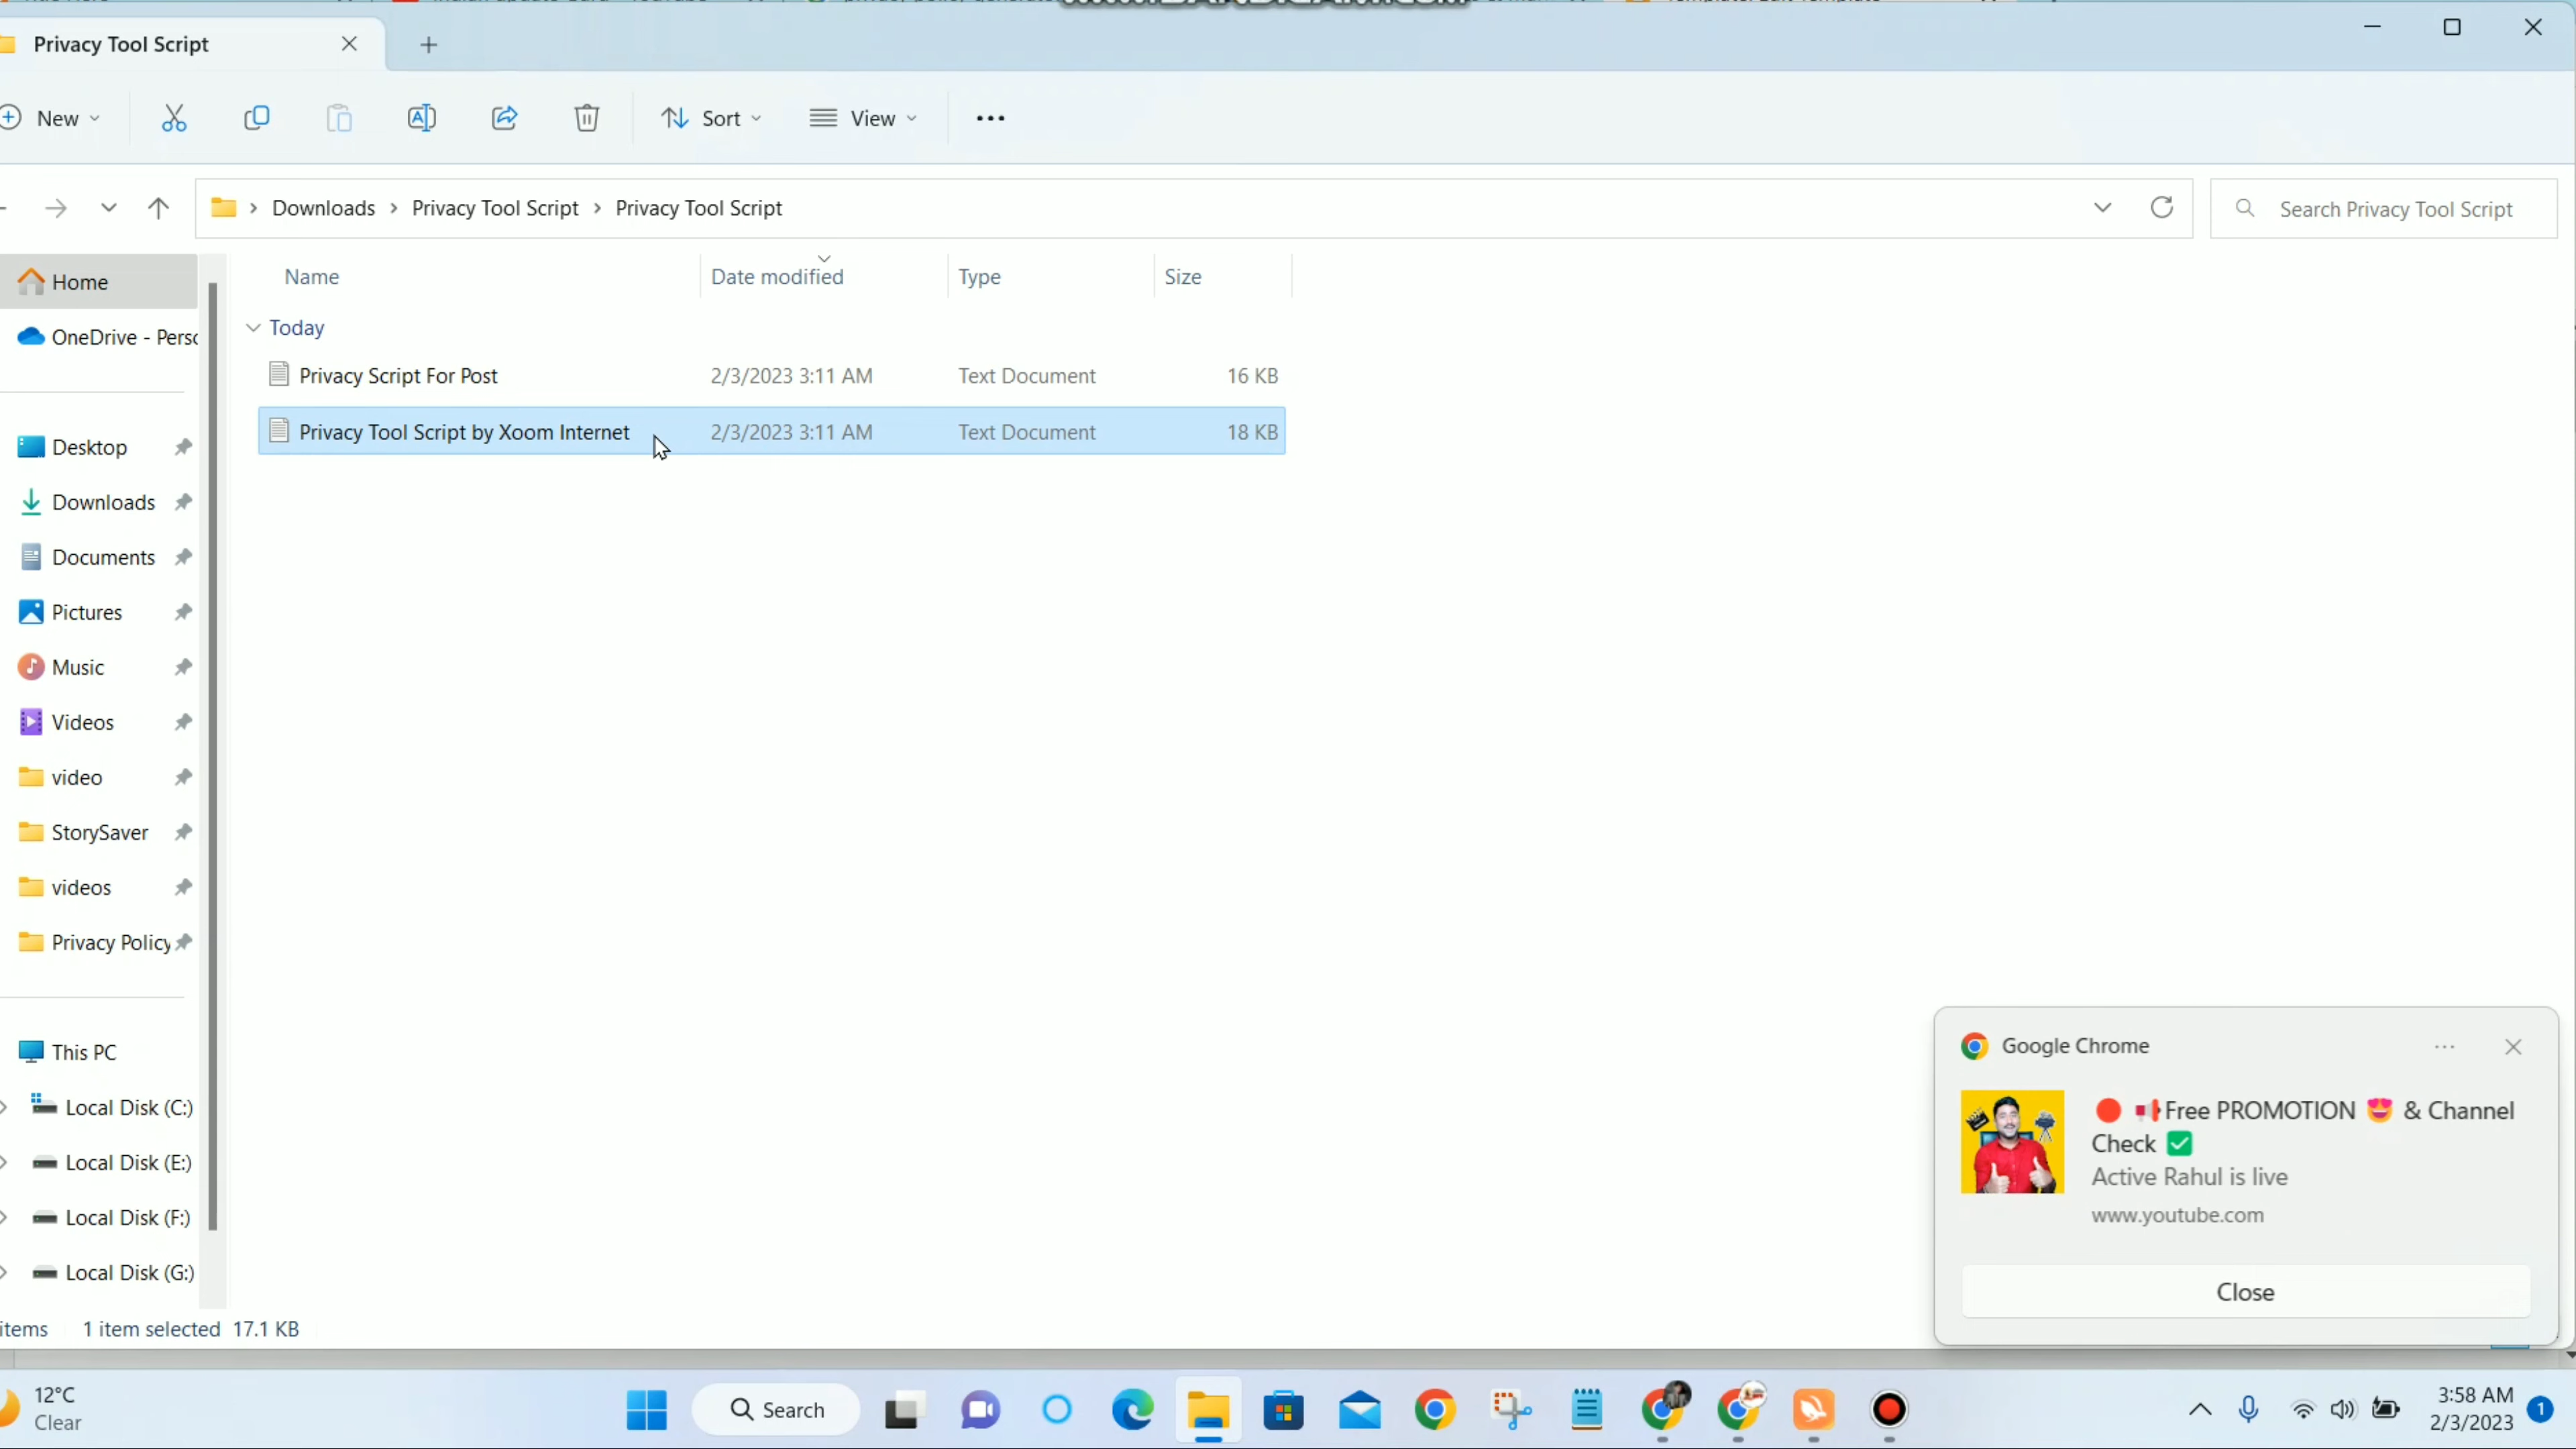 www.BANDICAM.com
Privacy Tool Script
New
Sort
View
Downloads > Privacy Tool Script > Privacy Tool Script
Search Privacy Tool Script
Home
OneDrive - Perso
Desktop
Downloads
Documents
Pictures
Music
Videos
video
StorySaver
videos
Privacy Policy
This PC
Local Disk (C:)
Local Disk (E:)
Local Disk (F:)
Local Disk (G:)
Name Date modified Type Size
Today
Privacy Script For Post 2/3/2023 3:11 AM Text Document 16 KB
Privacy Tool Script by Xoom Internet 2/3/2023 3:11 AM Text Document 18 KB
Google Chrome
Free PROMOTION 😍 & Channel
Check ✅
Active Rahul is live
www.youtube.com
Close
items 1 item selected 17.1 KB
12°C
Clear
Search
3:58 AM
2/3/2023
1